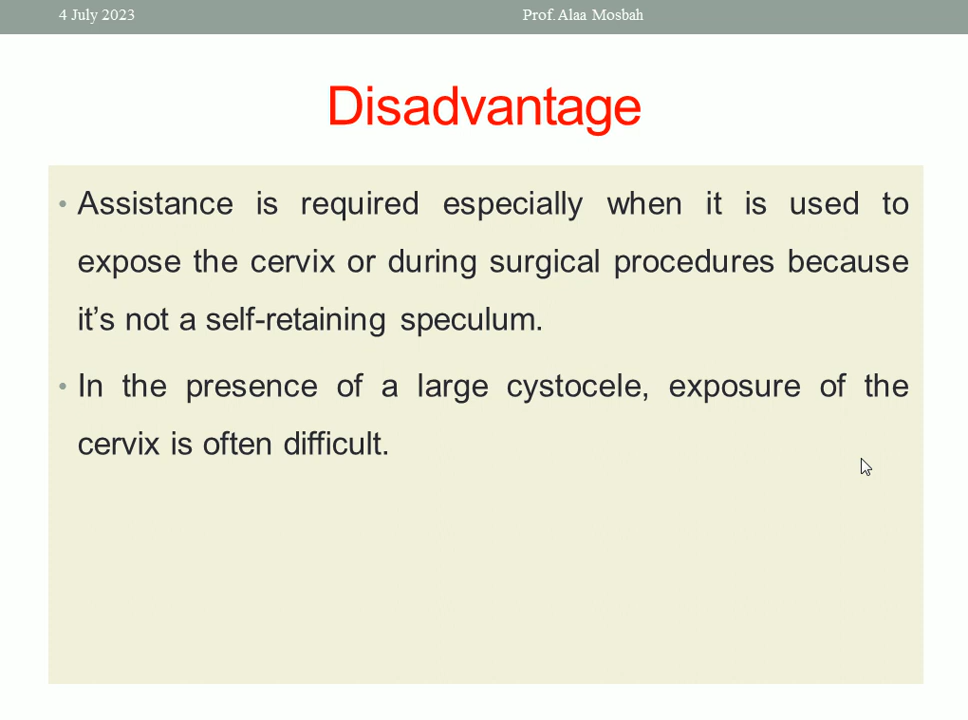 4 July 2023 Prof. Alaa Mosbah
Disadvantage
• Assistance is required especially when it is used to
expose the cervix or during surgical procedures because
it’s not a self-retaining speculum.
• In the presence of a large cystocele, exposure of the
cervix is often difficult.